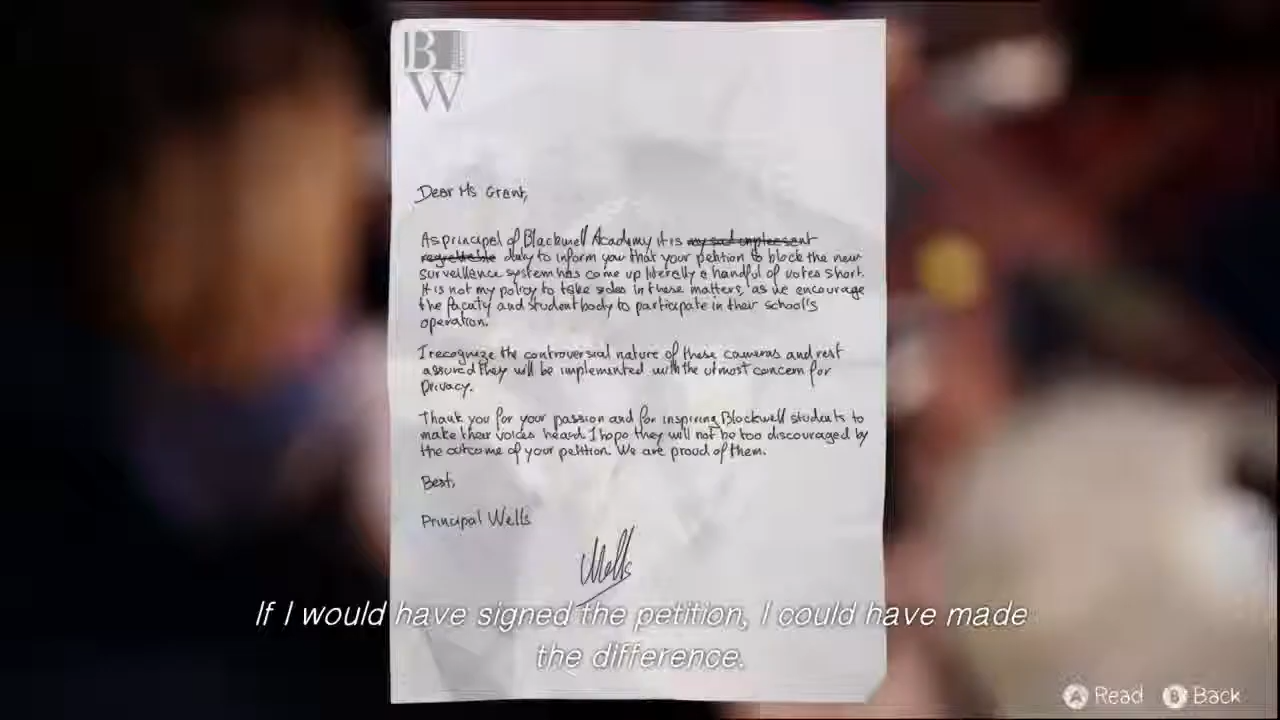 B
W
Dear Ms Grant,
As principel of Blackwell Academy it is my sad unpleesent
regrettable duty to inform you that your petition to block the new
surveillance system has come up literally a handful of votes short.
It is not my policy to take sides in these matters, as we encourage
the facuty and student body to participate in their school's
operation.
I recognize the controversial nature of these cameras and rest
assured they will be implemented with the utmost concern for
privacy.
Thank you for your passion and for inspiring Blackwell students to
make their voices heard. I hope they will not be too discouraged by
the outcome of your petition. We are proud of them.
Best,
Principal Wells
Wells
If I would have signed the petition, I could have made
the difference.
A Read B Back